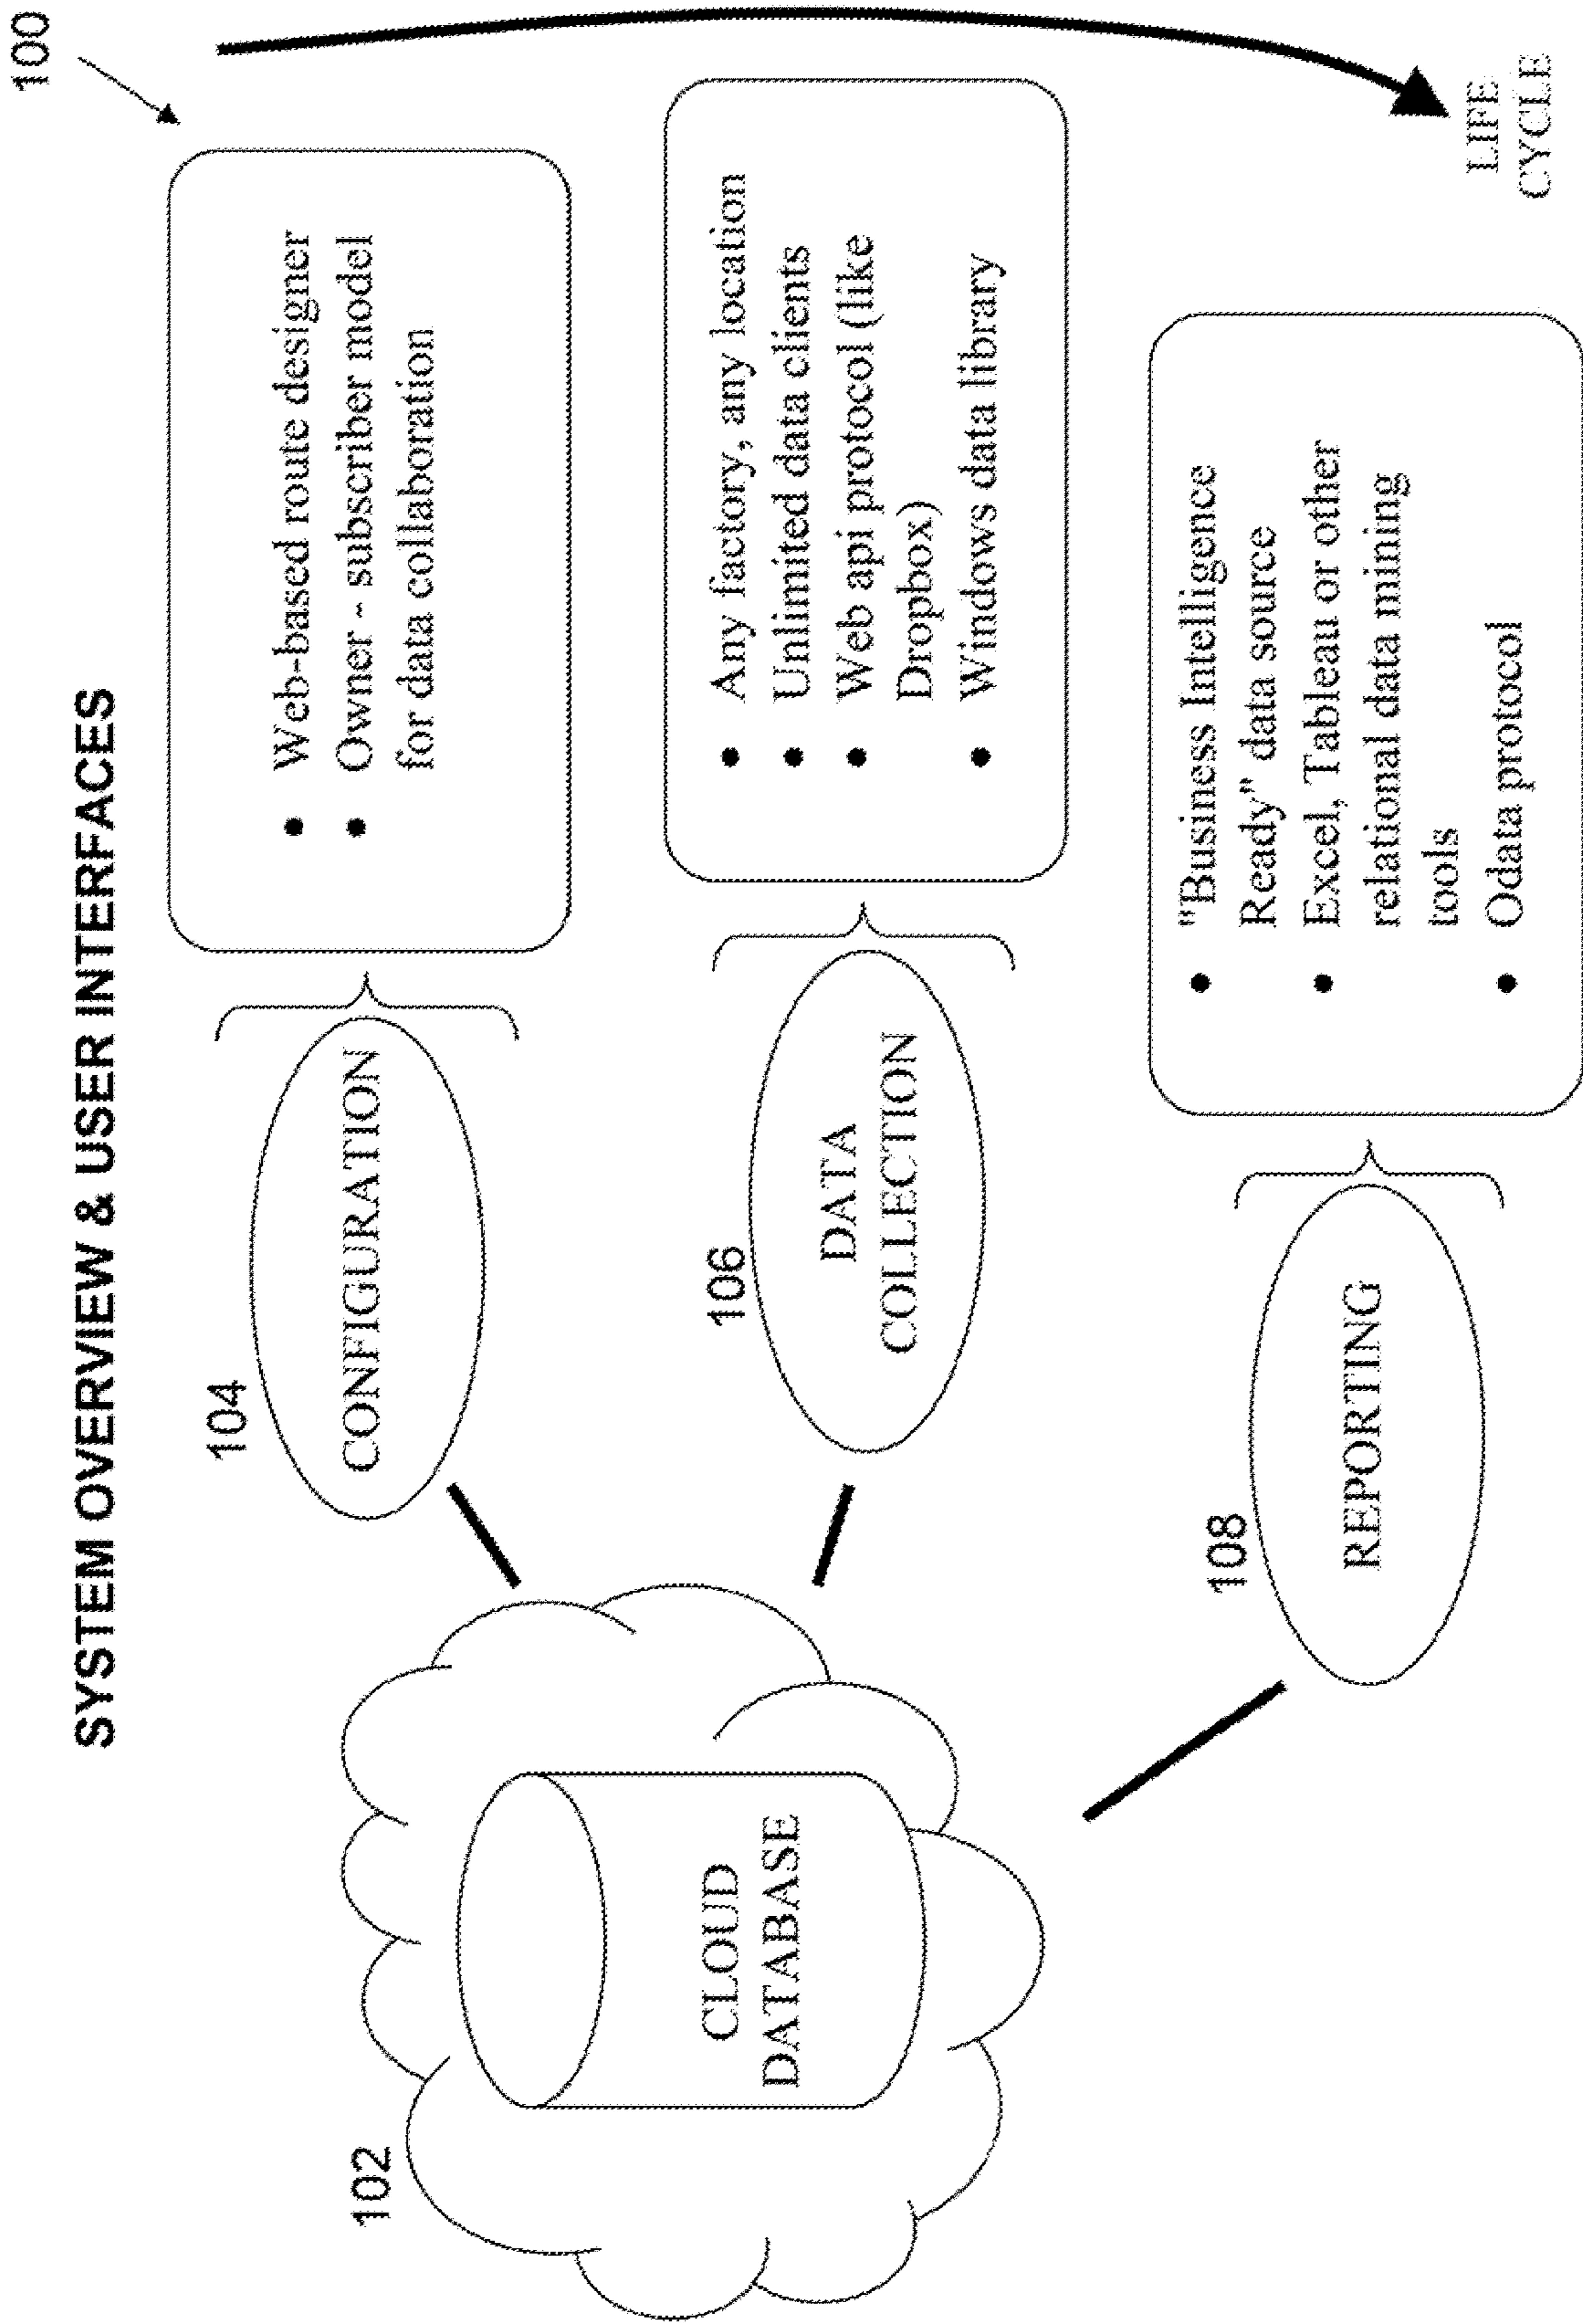 SYSTEM OVERVIEW & USER INTERFACES
100
102
CLOUD
DATABASE
104
CONFIGURATION
• Web-based route designer
• Owner - subscriber model
for data collaboration
106
DATA
COLLECTION
• Any factory, any location
• Unlimited data clients
• Web api protocol (like
Dropbox)
• Windows data library
108
REPORTING
• "Business Intelligence
Ready" data source
• Excel, Tableau or other
relational data mining
tools
• Odata protocol
LIFE
CYCLE